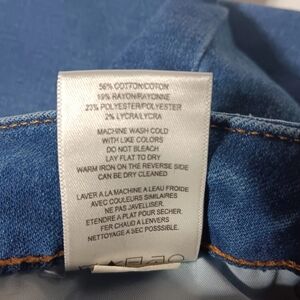 56% COTTON/COTON
19% RAYON/RAYONNE
23% POLYESTER/POLYESTER
2% LYCRA/LYCRA
MACHINE WASH COLD
WITH LIKE COLORS
DO NOT BLEACH
LAY FLAT TO DRY
WARM IRON ON THE REVERSE SIDE
CAN BE DRY CLEANED
LAVER A LA MACHINE A L'EAU FROIDE
AVEC COULEURS SIMILAIRES
NE PAS JAVELLISER.
ETENDRE A PLAT POUR SECHER.
FER CHAUD A L'ENVERS
NETTOYAGE A SEC POSSSIBLE.